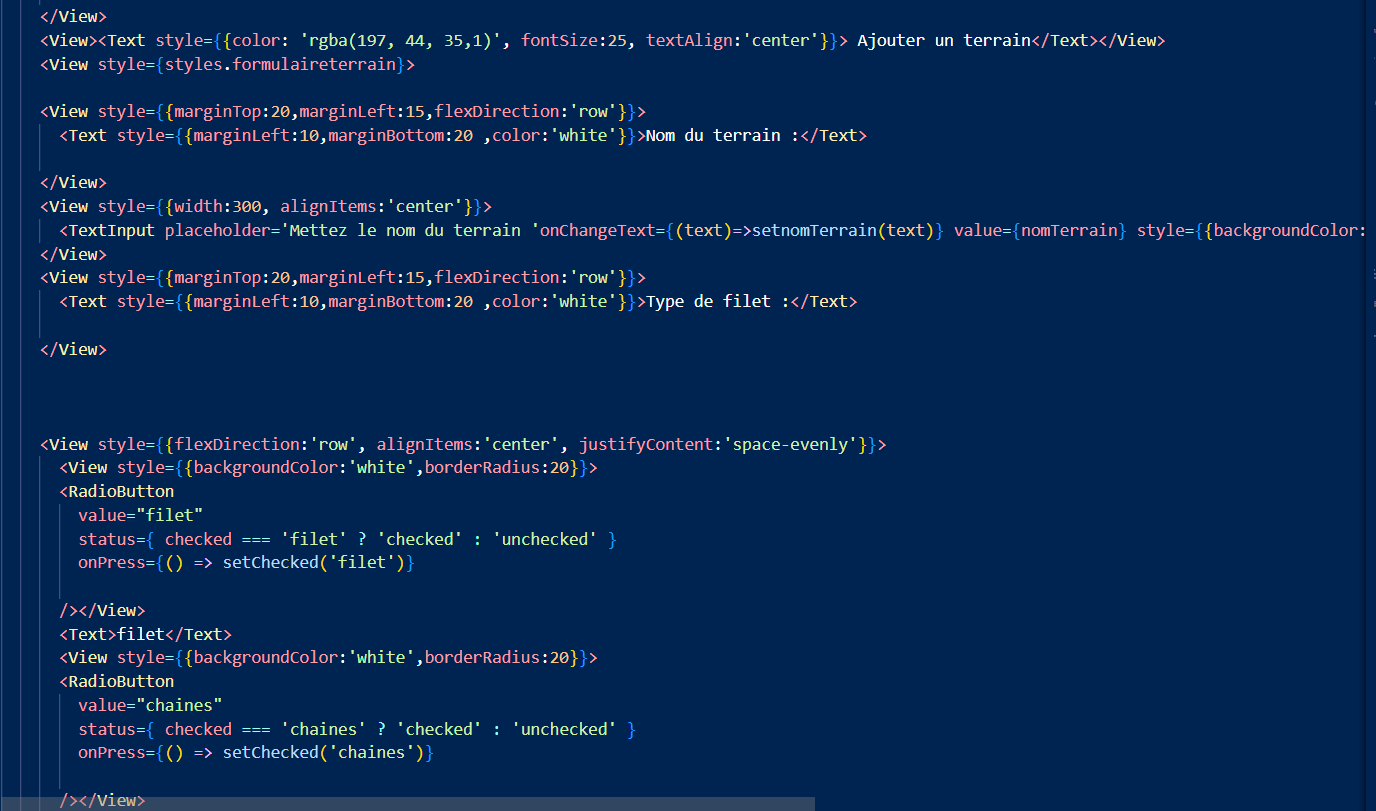 </View>
<View><Text style={{color: 'rgba(197, 44, 35,1)', fontSize:25, textAlign:'center'}}> Ajouter un terrain</Text></View>
<View style={styles.formulaireterrain}>
<View style={{marginTop:20,marginLeft:15,flexDirection:'row'}}>
<Text style={{marginLeft:10,marginBottom:20 ,color:'white'}}>Nom du terrain :</Text>
</View>
<View style={{width:300, alignItems:'center'}}>
<TextInput placeholder='Mettez le nom du terrain 'onChangeText={(text)=>setnomTerrain(text)} value={nomTerrain} style={{backgroundColor:
</View>
<View style={{marginTop:20,marginLeft:15,flexDirection:'row'}}>
<Text style={{marginLeft:10,marginBottom:20 ,color:'white'}}>Type de filet :</Text>
</View>
<View style={{flexDirection:'row', alignItems:'center', justifyContent:'space-evenly'}}>
<View style={{backgroundColor:'white',borderRadius:20}}>
<RadioButton
value="filet"
status={ checked === 'filet' ? 'checked' : 'unchecked' }
onPress={() => setChecked('filet')}
/></View>
<Text>filet</Text>
<View style={{backgroundColor:'white',borderRadius:20}}>
<RadioButton
value="chaines"
status={ checked === 'chaines' ? 'checked' : 'unchecked' }
onPress={() => setChecked('chaines')}
/></View>